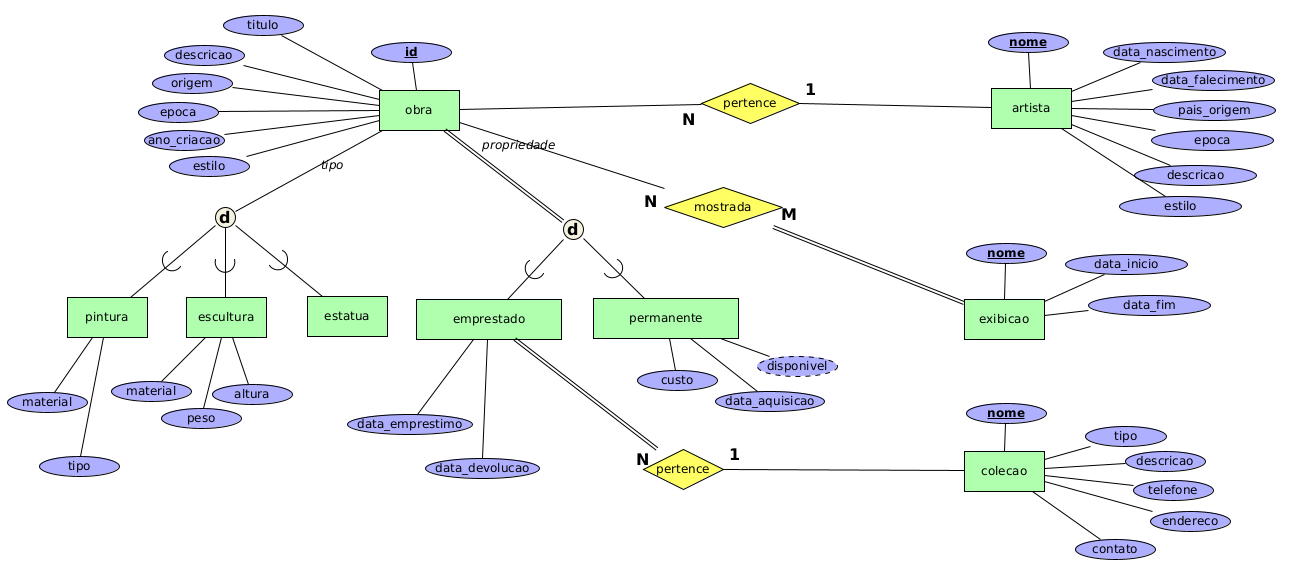 titulo
id
nome
descricao
data_nascimento
origem
data_falecimento
epoca
obra
pertence
1
artista
pais_origem
N
ano_criacao
epoca
estilo
tipo
propriedade
descricao
N
mostrada
M
estilo
d
d
nome
data_inicio
data_fim
pintura
escultura
estatua
emprestado
permanente
exibicao
disponivel
material
material
altura
custo
data_aquisicao
peso
data_emprestimo
nome
tipo
tipo
data_devolucao
N
pertence
1
colecao
descricao
telefone
endereco
contato